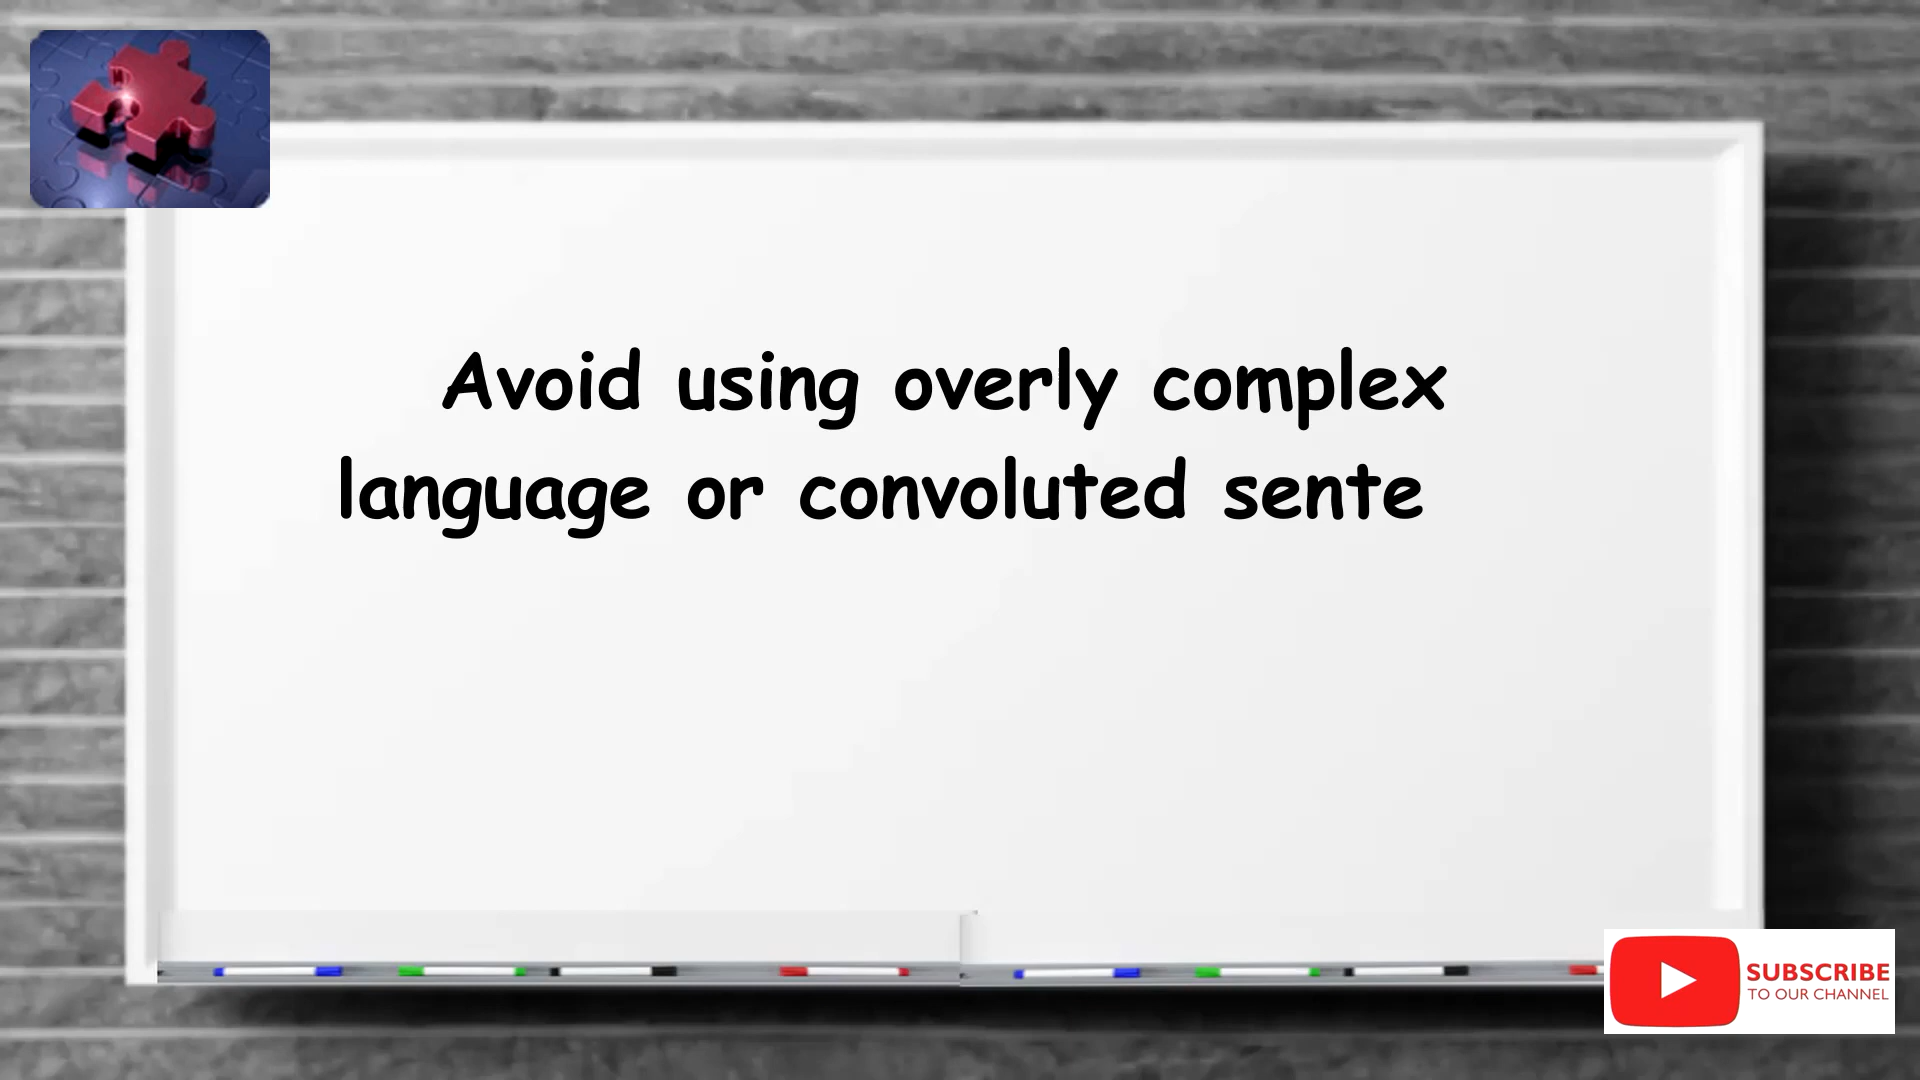 Avoid using overly complex
language or convoluted sente
SUBSCRIBE
TO OUR CHANNEL